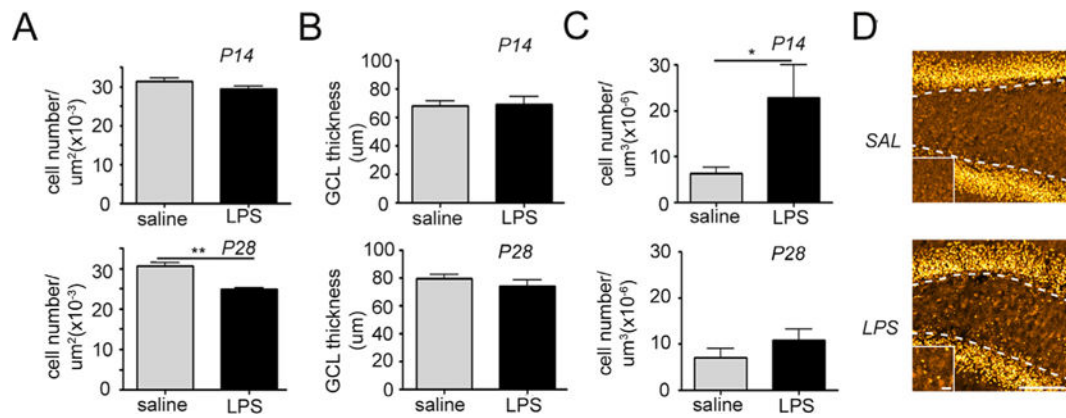 A
P14
cell number/
um²(x10⁻³)
30
20
10
0
saline
LPS
**
P28
cell number/
um²(x10⁻³)
30
20
10
0
saline
LPS
B
P14
GCL thickness
(um)
100
80
60
40
20
0
saline
LPS
P28
GCL thickness
(um)
100
80
60
40
20
0
saline
LPS
C
P14
*
cell number/
um³(x10⁻⁶)
30
20
10
0
saline
LPS
P28
cell number/
um³(x10⁻⁶)
30
20
10
0
saline
LPS
D
SAL
LPS